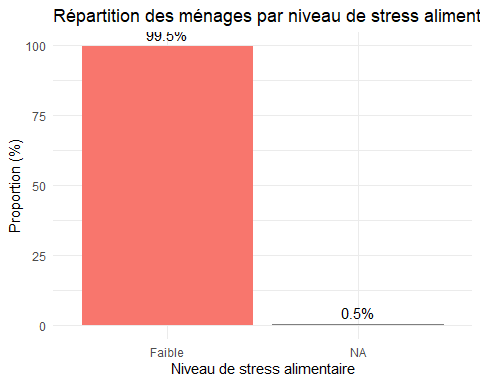 Répartition des ménages par niveau de stress aliment
99.5%
100
75
50
25
0
0.5%
Proportion (%)
Faible
NA
Niveau de stress alimentaire